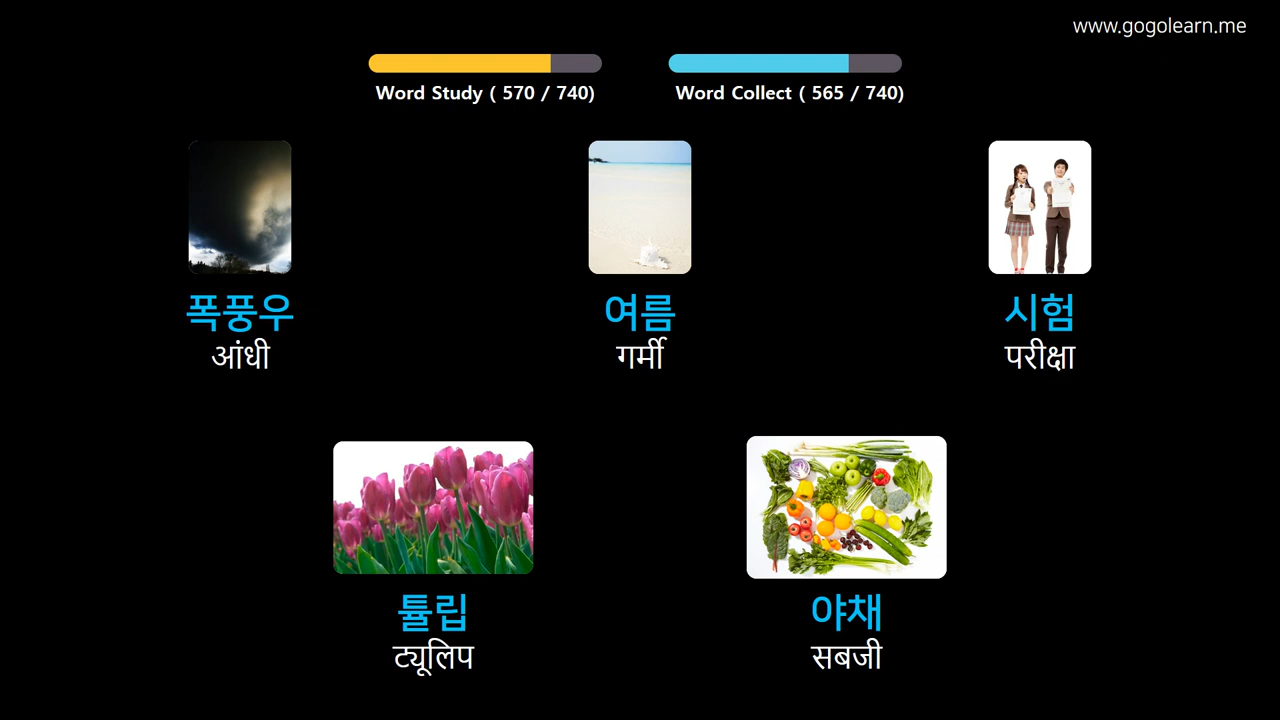 www.gogolearn.me
Word Study ( 570 / 740)
Word Collect ( 565 / 740)
폭풍우
आंधी
여름
गर्मी
시험
परीक्षा
튤립
ट्यूलिप
야채
सबजी